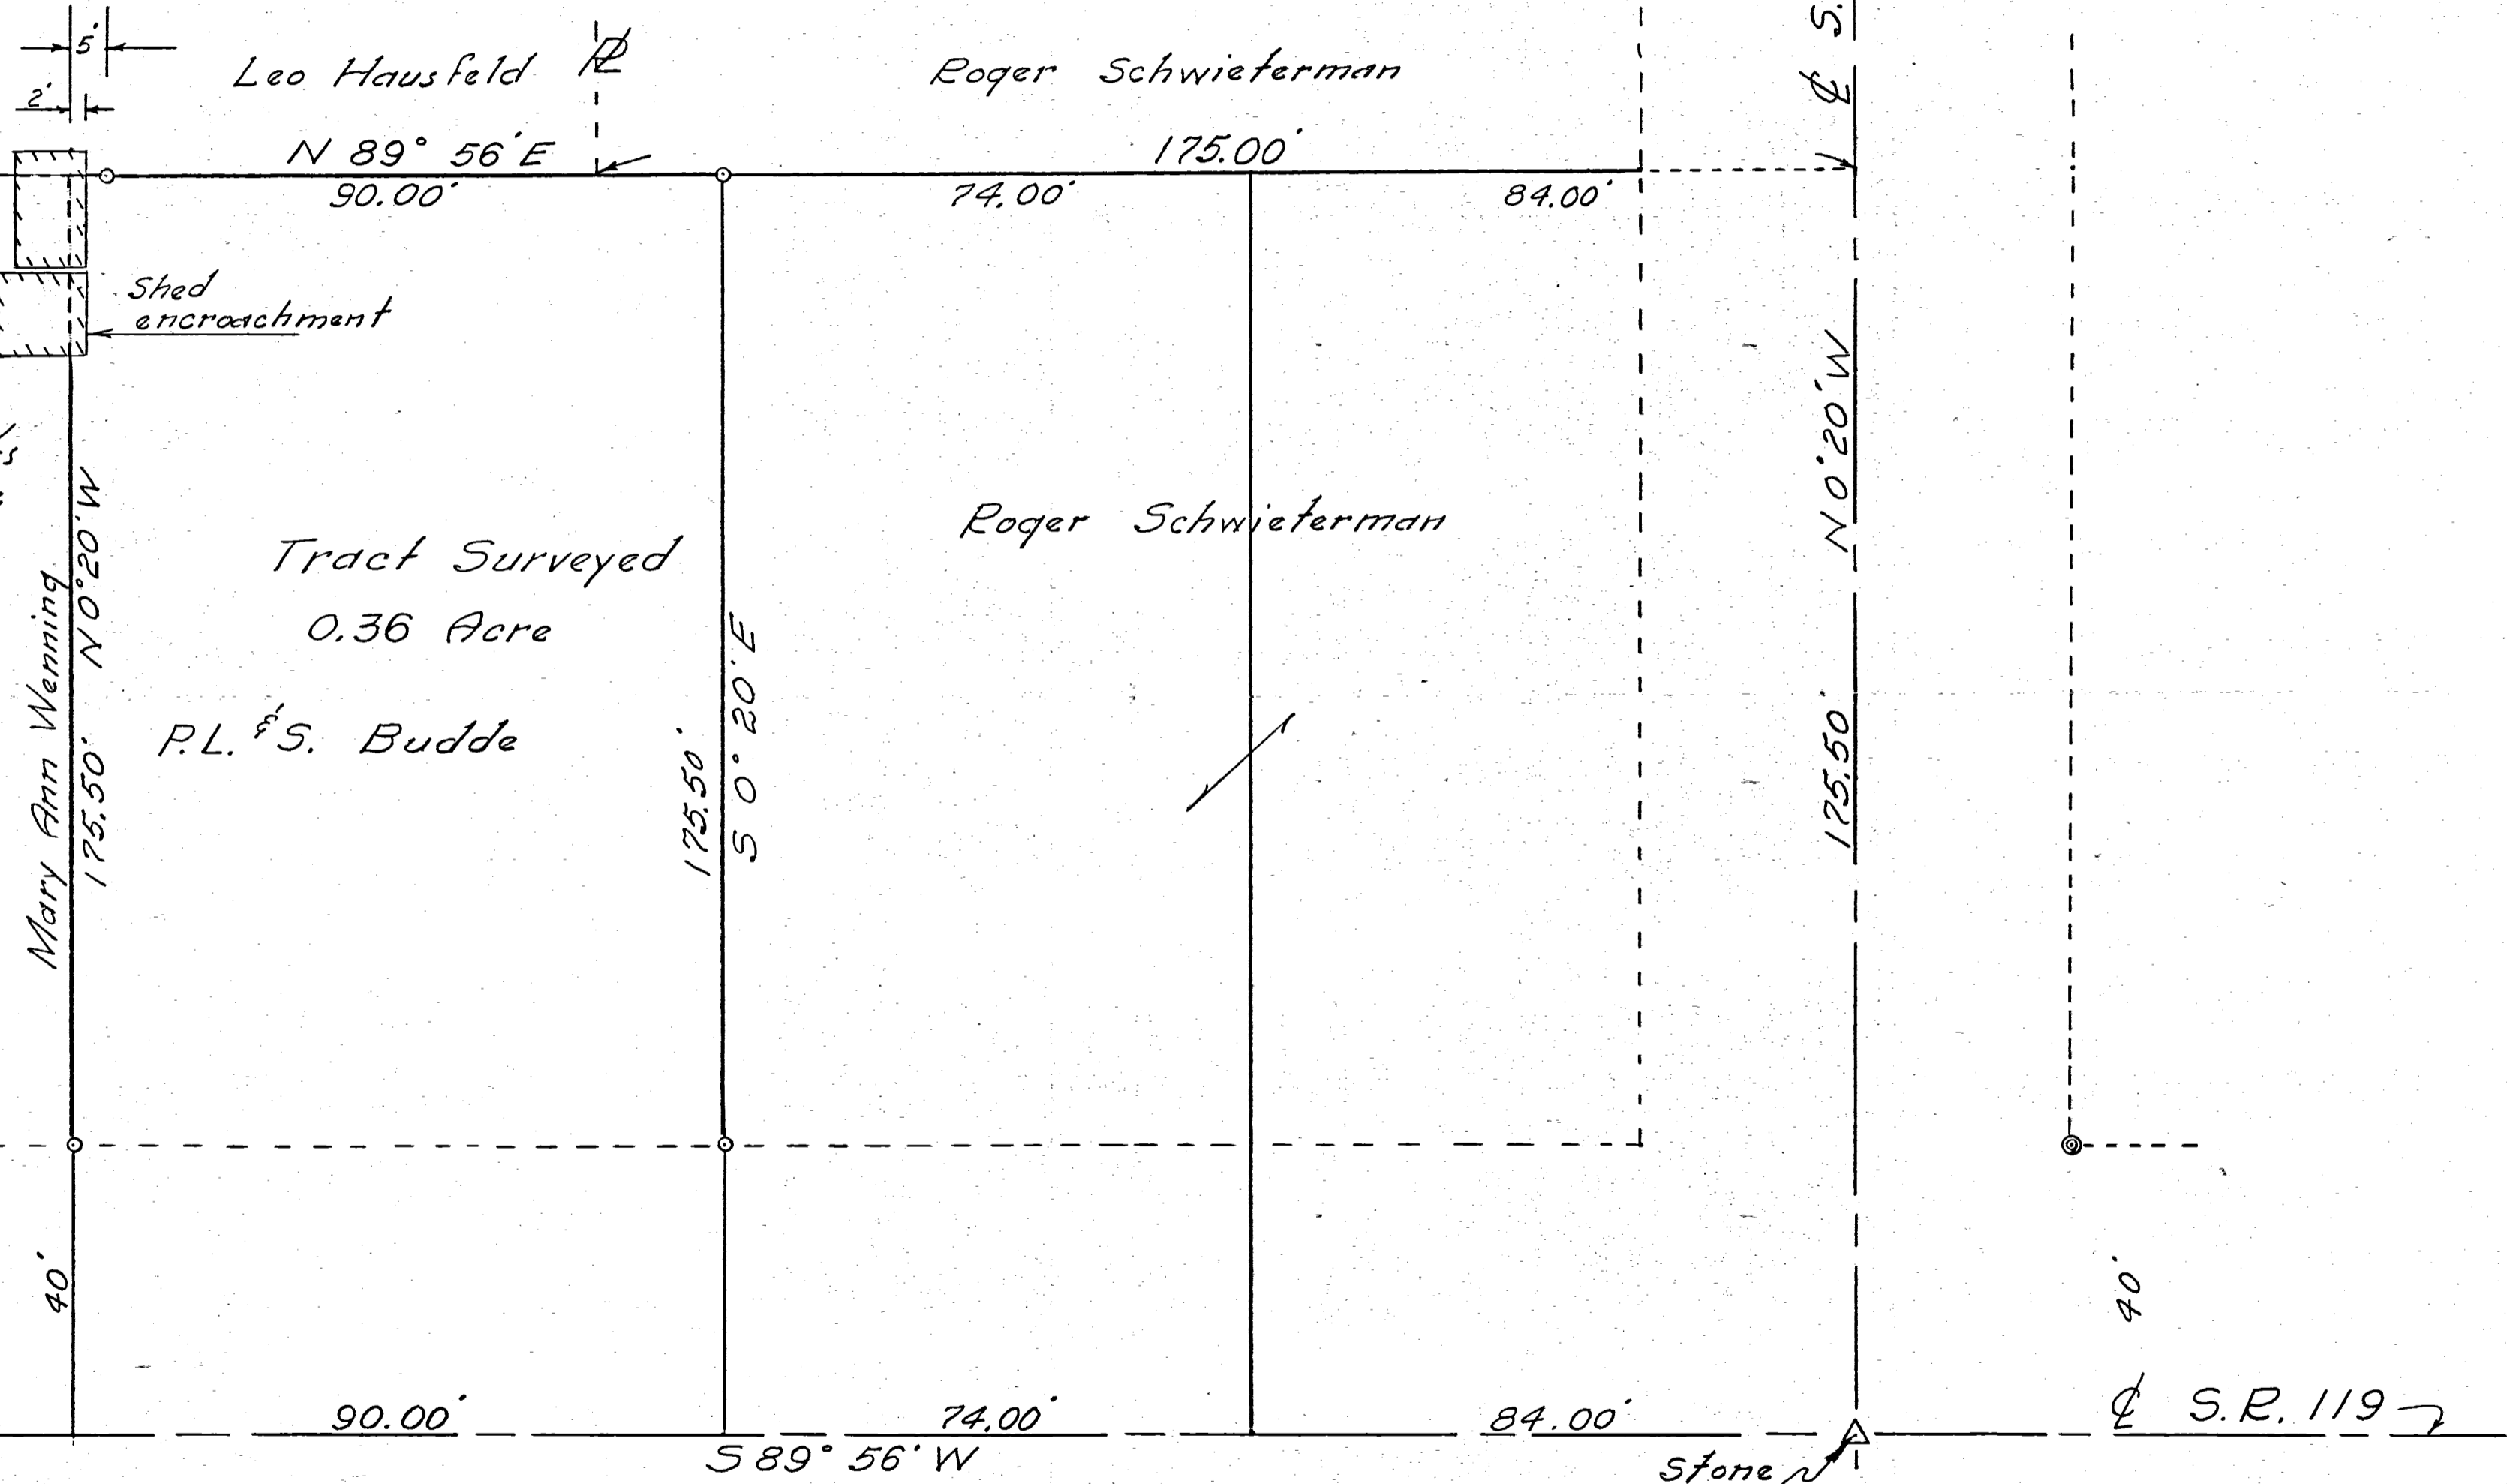 5'
2'
Leo Hausfeld
Roger Schwieterman
℄ S.
N 89° 56' E
175.00'
90.00'
74.00'
84.00'
Shed
encroachment
N 0° 20' W
175.50'
Mary Ann Wenning
Tract Surveyed
0.36 Acre
P.L. & S. Budde
175.50'
S 0° 20' E
Roger Schwieterman
N 0° 20' W
175.50'
40'
40'
90.00'
74.00'
84.00'
℄ S.R. 119
S 89° 56' W
Stone